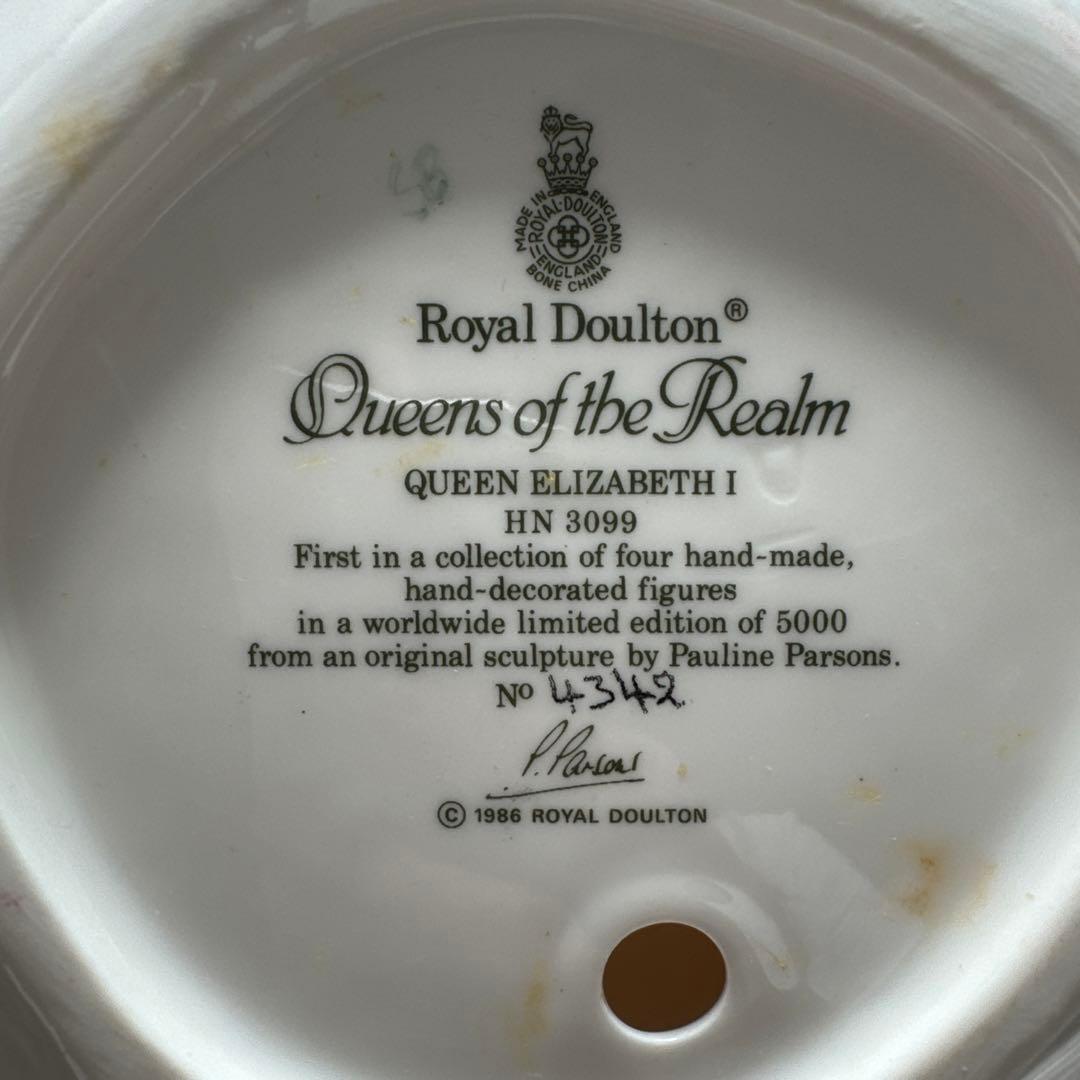 48
MADE IN ENGLAND
ROYAL·DOULTON
ENGLAND
BONE CHINA
Royal Doulton®
Queens of the Realm
QUEEN ELIZABETH I
HN 3099
First in a collection of four hand-made,
hand-decorated figures
in a worldwide limited edition of 5000
from an original sculpture by Pauline Parsons.
No 4342
P. Parsons
© 1986 ROYAL DOULTON